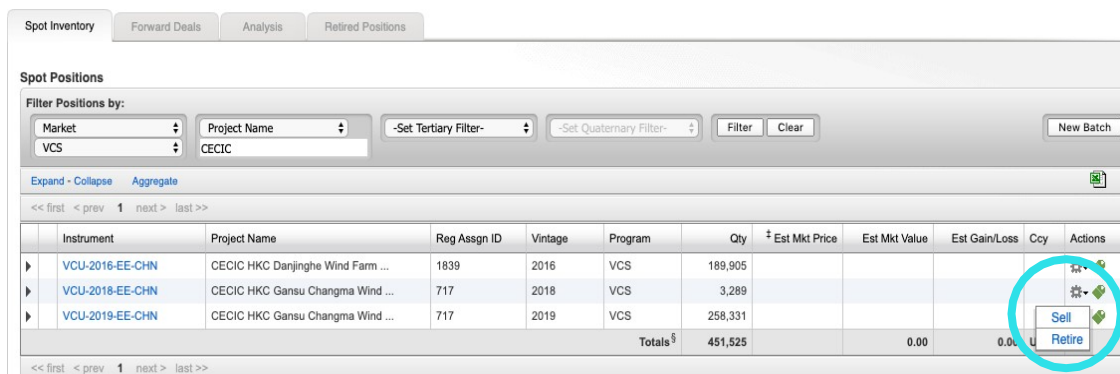 Spot Inventory Forward Deals Analysis Retired Positions
Spot Positions
Filter Positions by:
Market Project Name -Set Tertiary Filter- -Set Quaternary Filter- Filter Clear New Batch
VCS CECIC
Expand - Collapse Aggregate
<< first < prev 1 next > last >>
Instrument Project Name Reg Assgn ID Vintage Program Qty ‡ Est Mkt Price Est Mkt Value Est Gain/Loss Ccy Actions
VCU-2016-EE-CHN CECIC HKC Danjinghe Wind Farm ... 1839 2016 VCS 189,905
VCU-2018-EE-CHN CECIC HKC Gansu Changma Wind ... 717 2018 VCS 3,289
VCU-2019-EE-CHN CECIC HKC Gansu Changma Wind ... 717 2019 VCS 258,331 Sell
Totals § 451,525 0.00 0.00 Retire
<< first < prev 1 next > last >>